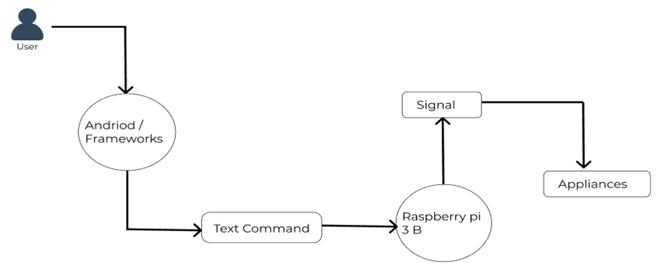 User
Andriod /
Frameworks
Text Command
Raspberry pi
3 B
Signal
Appliances